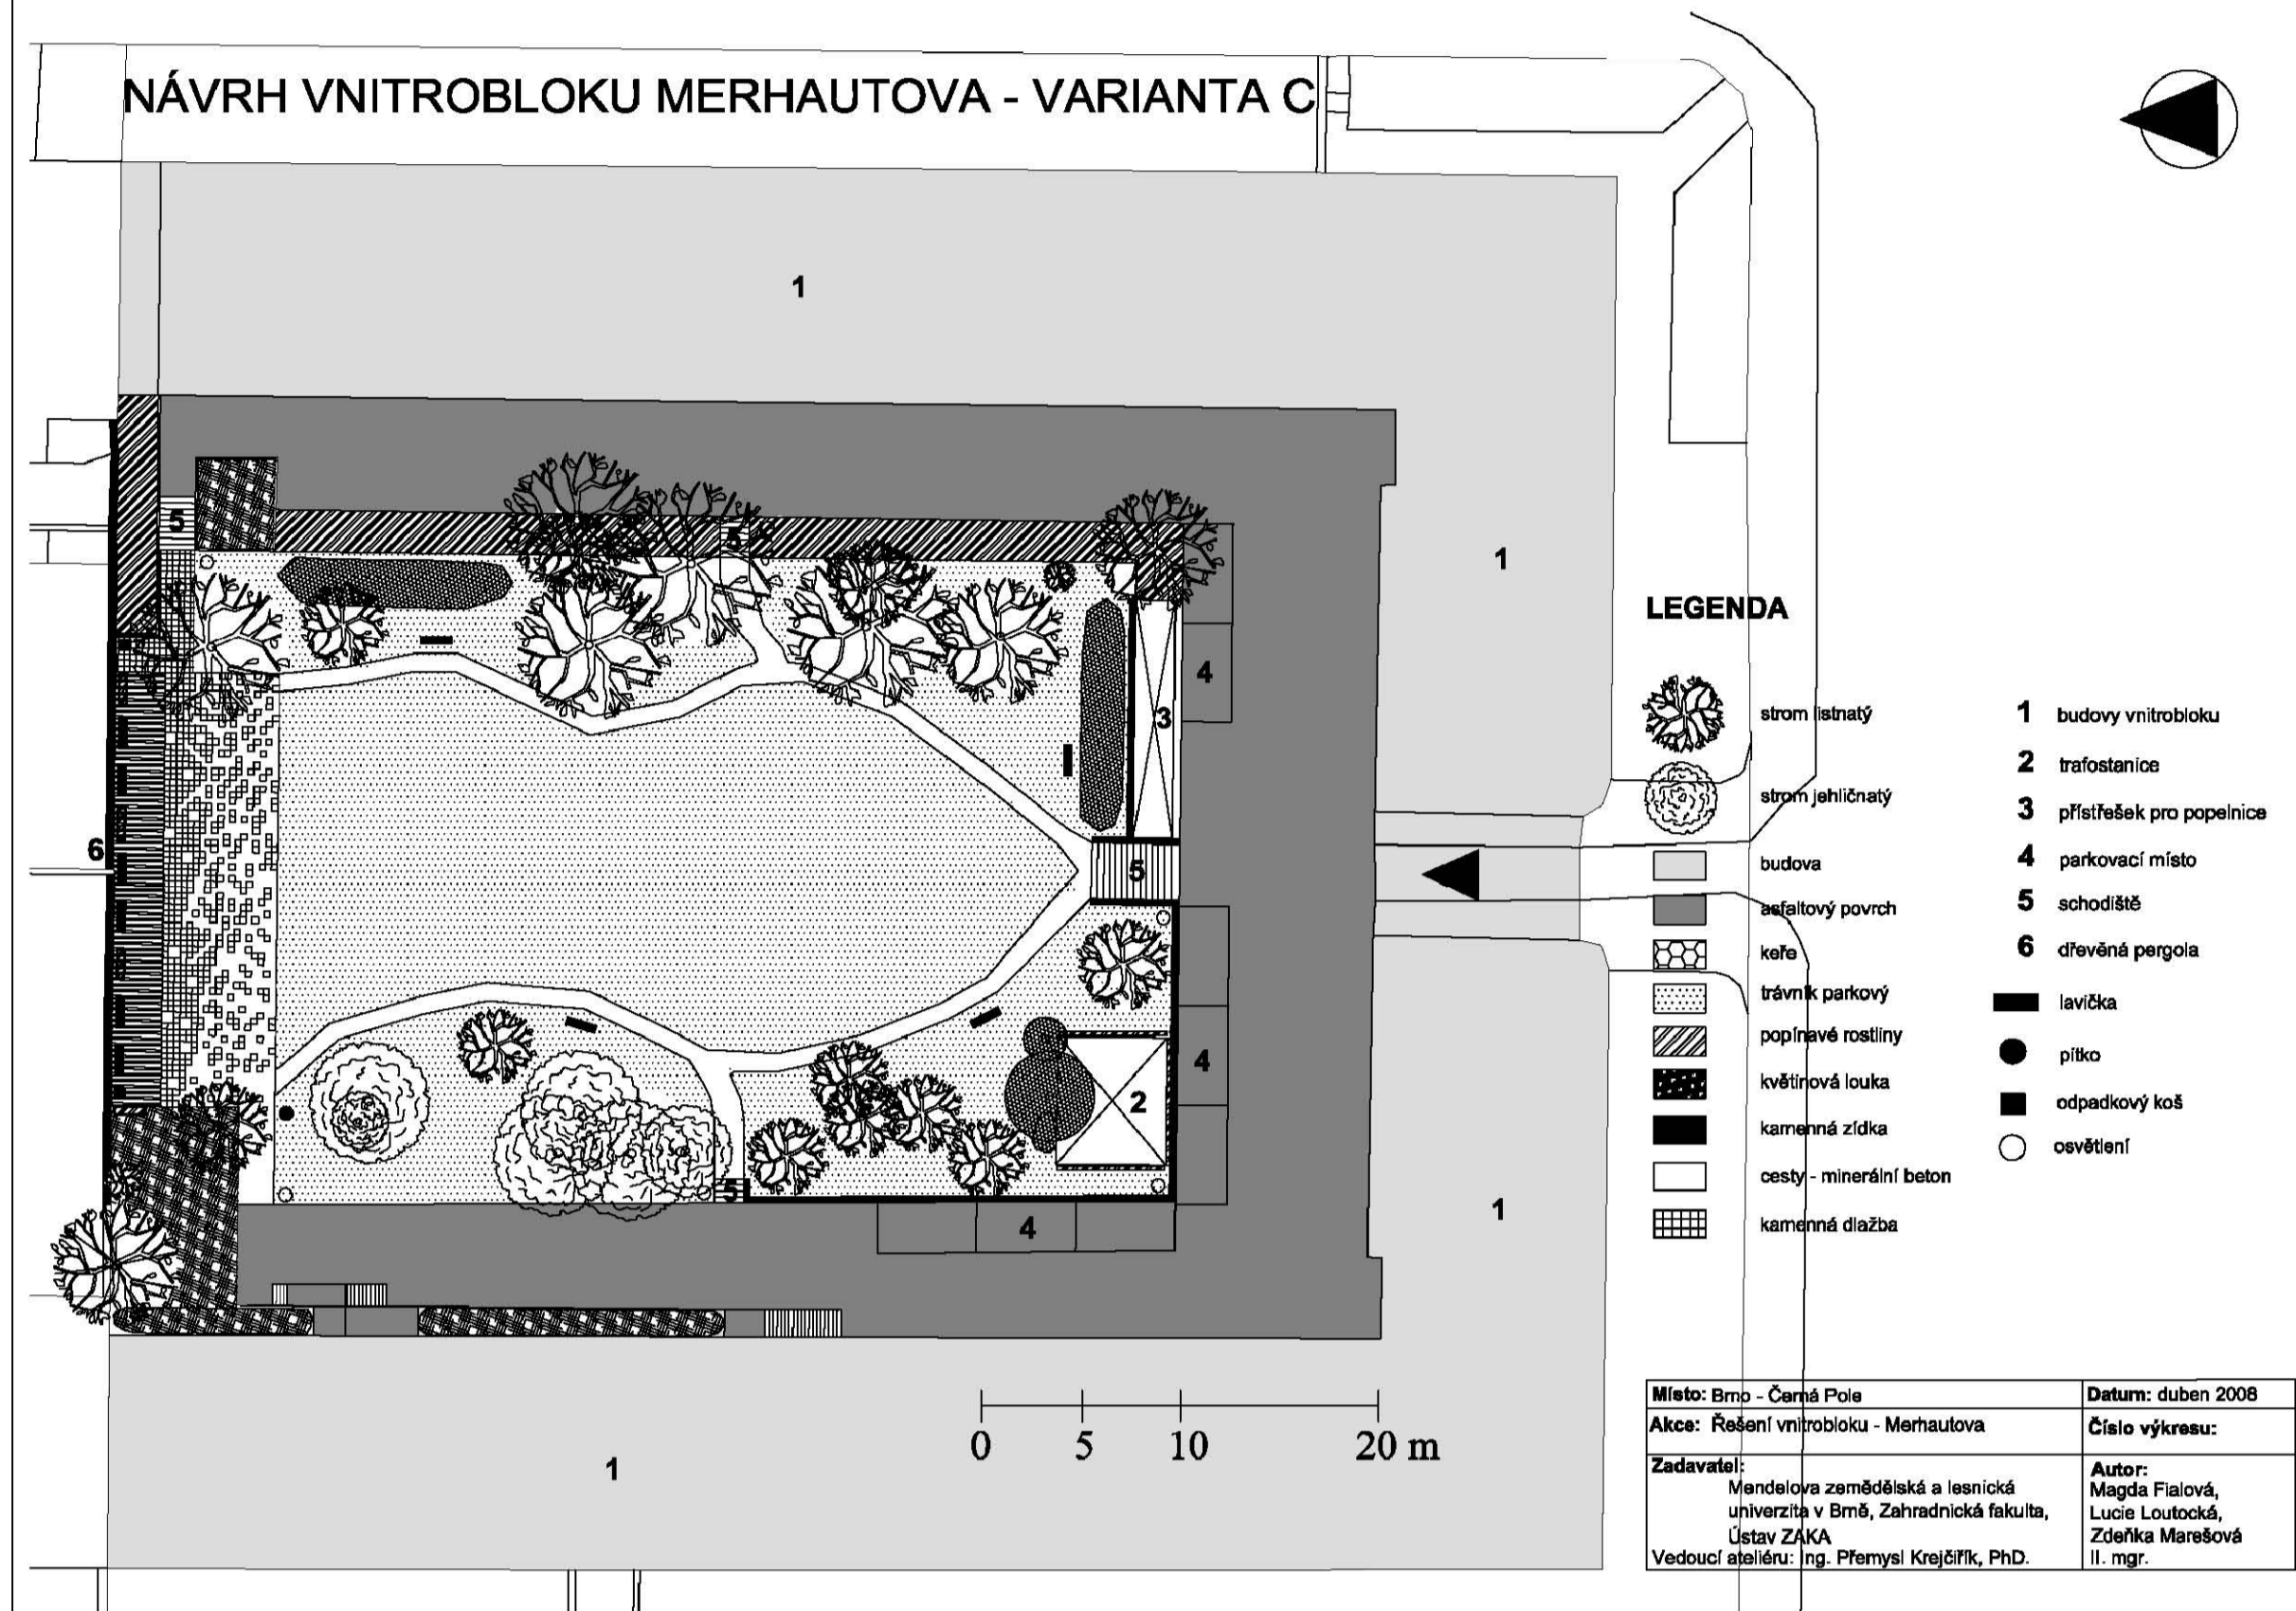 NÁVRH VNITROBLOKU MERHAUTOVA - VARIANTA C
1
5
5
1
4
3
6
5
4
2
5
4
1
1
0 5 10 20 m
LEGENDA
strom listnatý
strom jehličnatý
budova
asfaltový povrch
keře
trávník parkový
popínavé rostliny
květinová louka
kamenná zídka
cesty - minerální beton
kamenná dlažba
1 budovy vnitrobloku
2 trafostanice
3 přístřešek pro popelnice
4 parkovací místo
5 schodiště
6 dřevěná pergola
lavička
pítko
odpadkový koš
osvětlení
Místo: Brno - Černá Pole
Datum: duben 2008
Akce: Řešení vnitrobloku - Merhautova
Číslo výkresu:
Zadavatel:
Mendelova zemědělská a lesnická
univerzita v Brně, Zahradnická fakulta,
Ústav ZAKA
Vedoucí ateliéru: Ing. Přemysl Krejčiřík, PhD.
Autor:
Magda Fialová,
Lucie Loutocká,
Zdeňka Marešová
II. mgr.